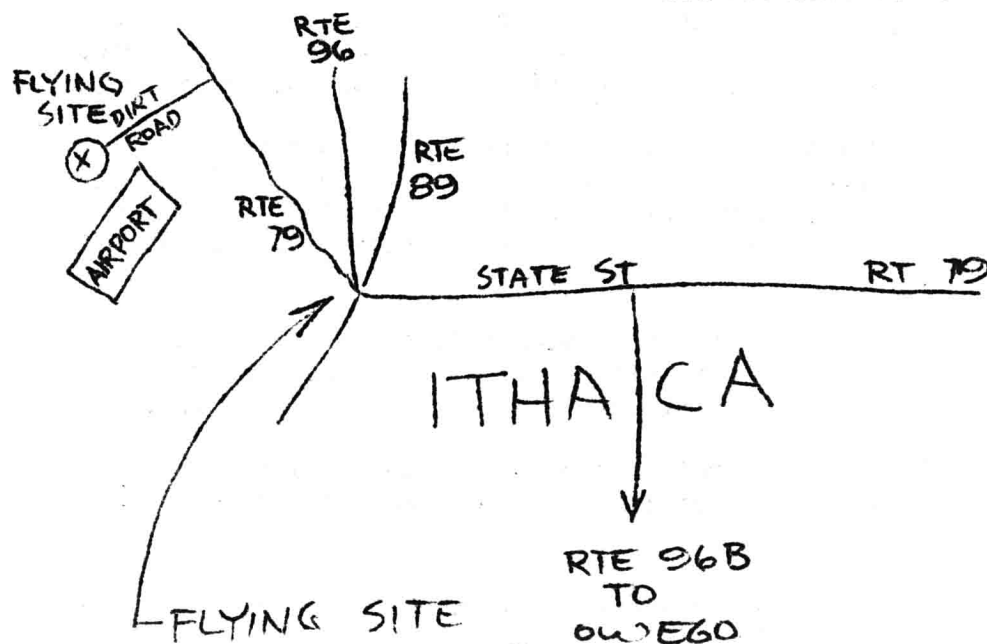 RTE
96
FLYING
SITE
DIRT
ROAD
X
RTE
89
RTE
79
AIRPORT
STATE ST
RT 79
ITHACA
RTE 96B
TO
OWEGO
FLYING SITE